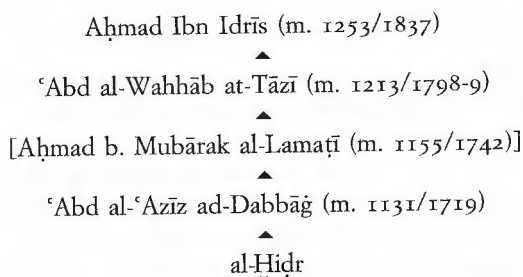 Aḥmad Ibn Idrīs (m. 1253/1837)
ʿAbd al-Wahhāb at-Tāzī (m. 1213/1798-9)
[Aḥmad b. Mubārak al-Lamaṭī (m. 1155/1742)]
ʿAbd al-ʿAzīz ad-Dabbāġ (m. 1131/1719)
al-Ḫiḍr